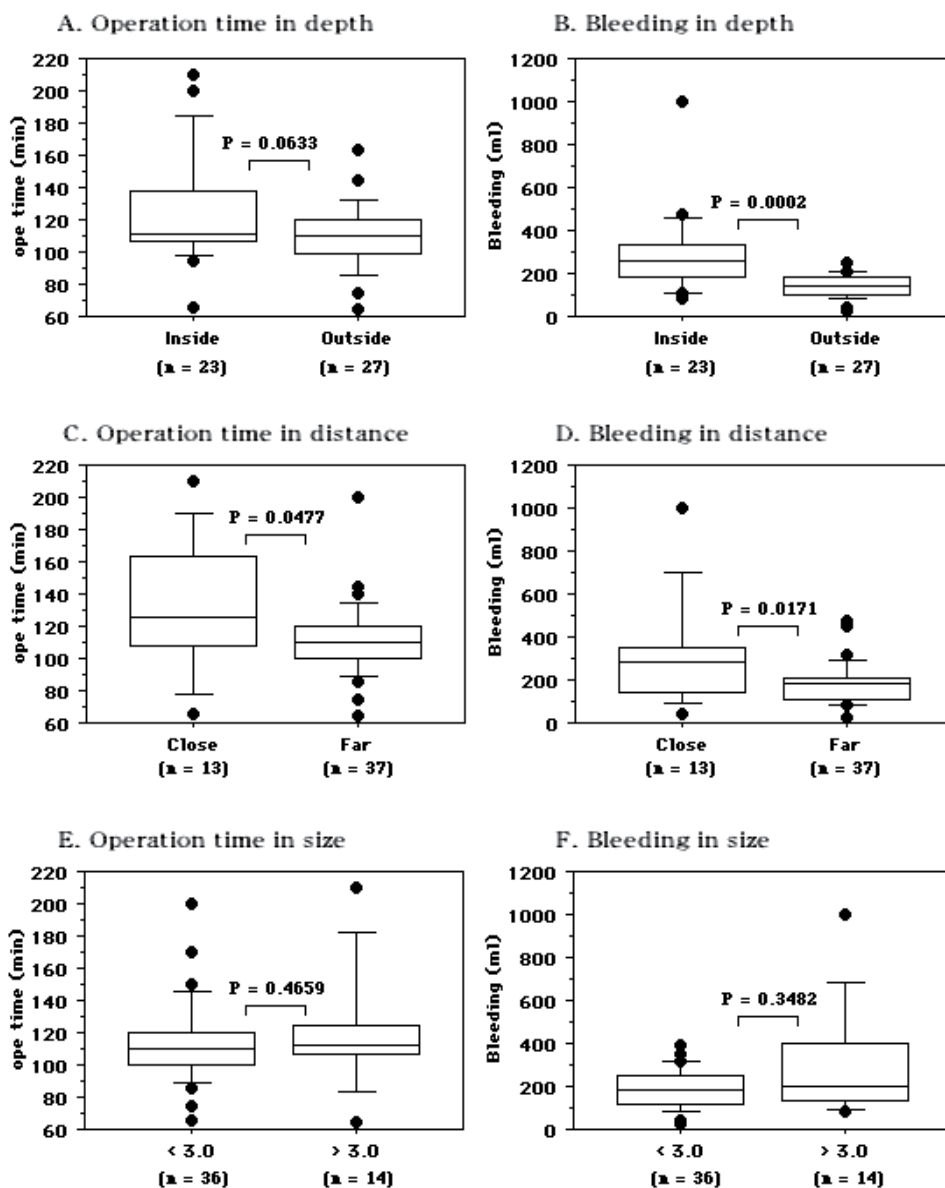 A. Operation time in depth
ope time (min)
220
200
180
160
140
120
100
80
60
P = 0.0633
Inside
Outside
(n = 23)
(n = 27)
B. Bleeding in depth
Bleeding (ml)
1200
1000
800
600
400
200
0
P = 0.0002
Inside
Outside
(n = 23)
(n = 27)
C. Operation time in distance
ope time (min)
220
200
180
160
140
120
100
80
60
P = 0.0477
Close
Far
(n = 13)
(n = 37)
D. Bleeding in distance
Bleeding (ml)
1200
1000
800
600
400
200
0
P = 0.0171
Close
Far
(n = 13)
(n = 37)
E. Operation time in size
ope time (min)
220
200
180
160
140
120
100
80
60
P = 0.4659
< 3.0
> 3.0
(n = 36)
(n = 14)
F. Bleeding in size
Bleeding (ml)
1200
1000
800
600
400
200
0
P = 0.3482
< 3.0
> 3.0
(n = 36)
(n = 14)